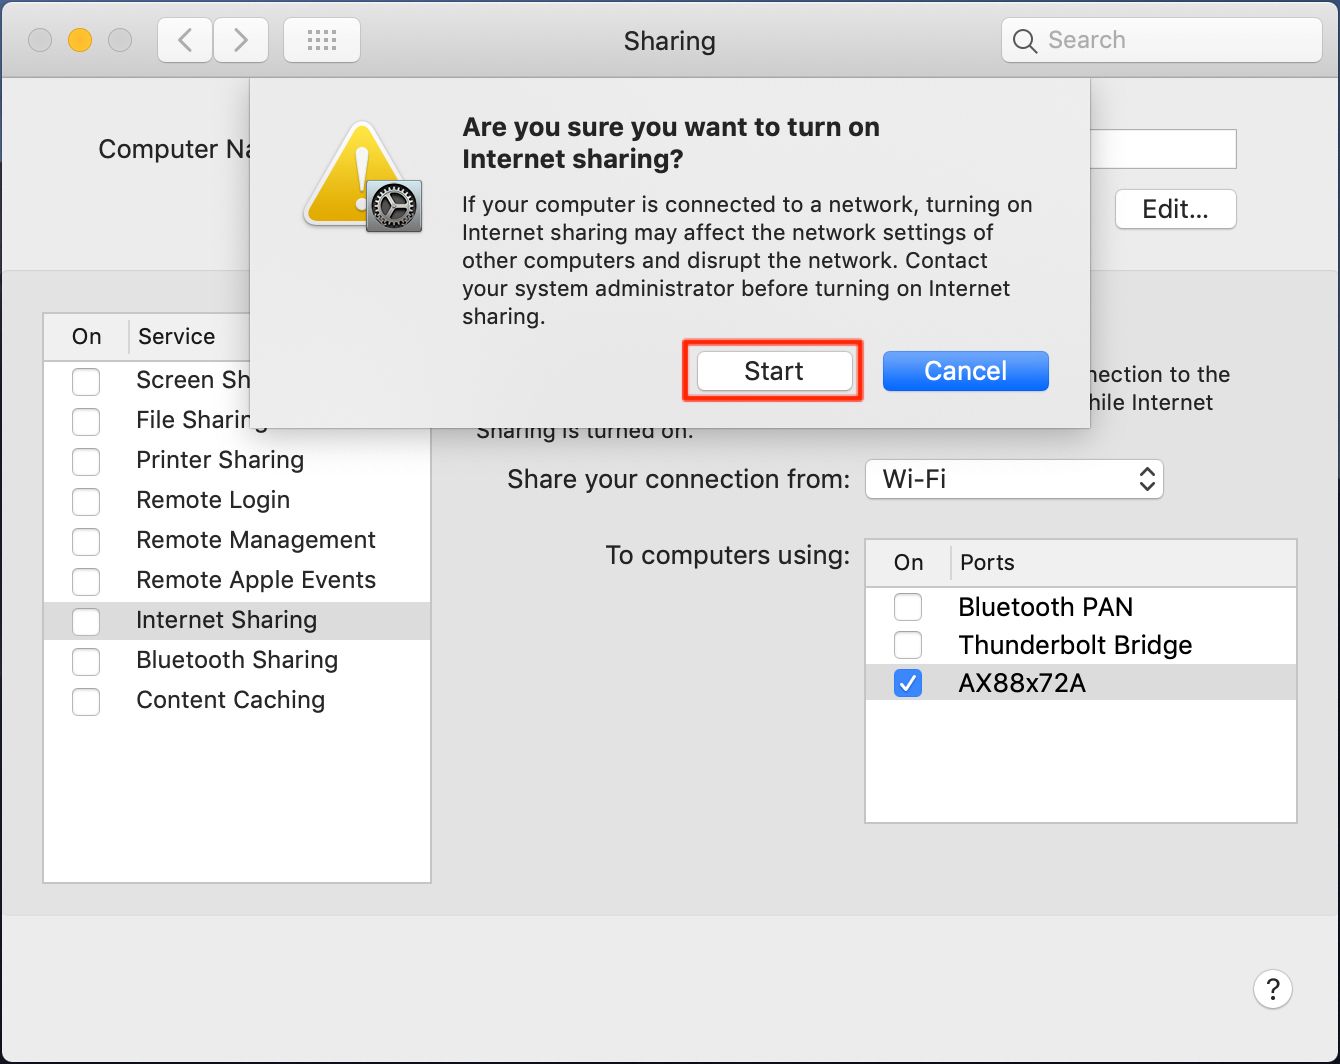 Sharing
Search
Are you sure you want to turn on
Internet sharing?
If your computer is connected to a network, turning on
Internet sharing may affect the network settings of
other computers and disrupt the network. Contact
your system administrator before turning on Internet
sharing.
Start
Cancel
Computer Na
Edit...
On
Service
Screen Sh
File Sharing
Printer Sharing
Remote Login
Remote Management
Remote Apple Events
Internet Sharing
Bluetooth Sharing
Content Caching
nection to the
hile Internet
Sharing is turned on.
Share your connection from:
Wi-Fi
To computers using:
On
Ports
Bluetooth PAN
Thunderbolt Bridge
AX88x72A
?